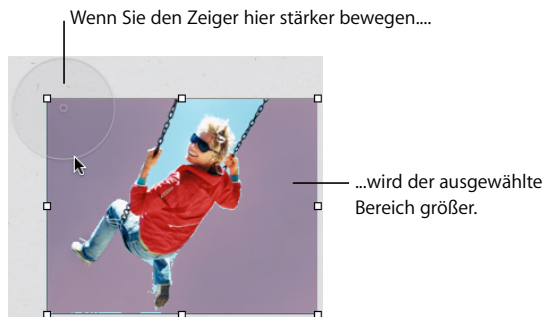 Wenn Sie den Zeiger hier stärker bewegen....
...wird der ausgewählte
Bereich größer.